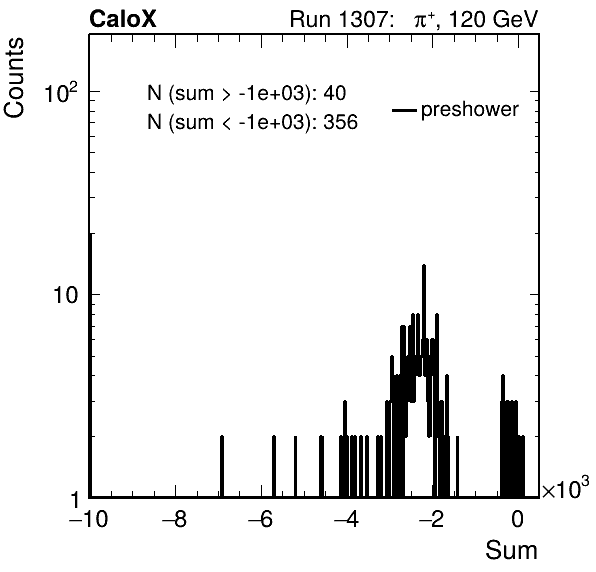 CaloX Run 1307: π⁺, 120 GeV
Counts
N (sum > -1e+03): 40
N (sum < -1e+03): 356
preshower
10²
10
1
−10 −8 −6 −4 −2 0 ×10³
Sum